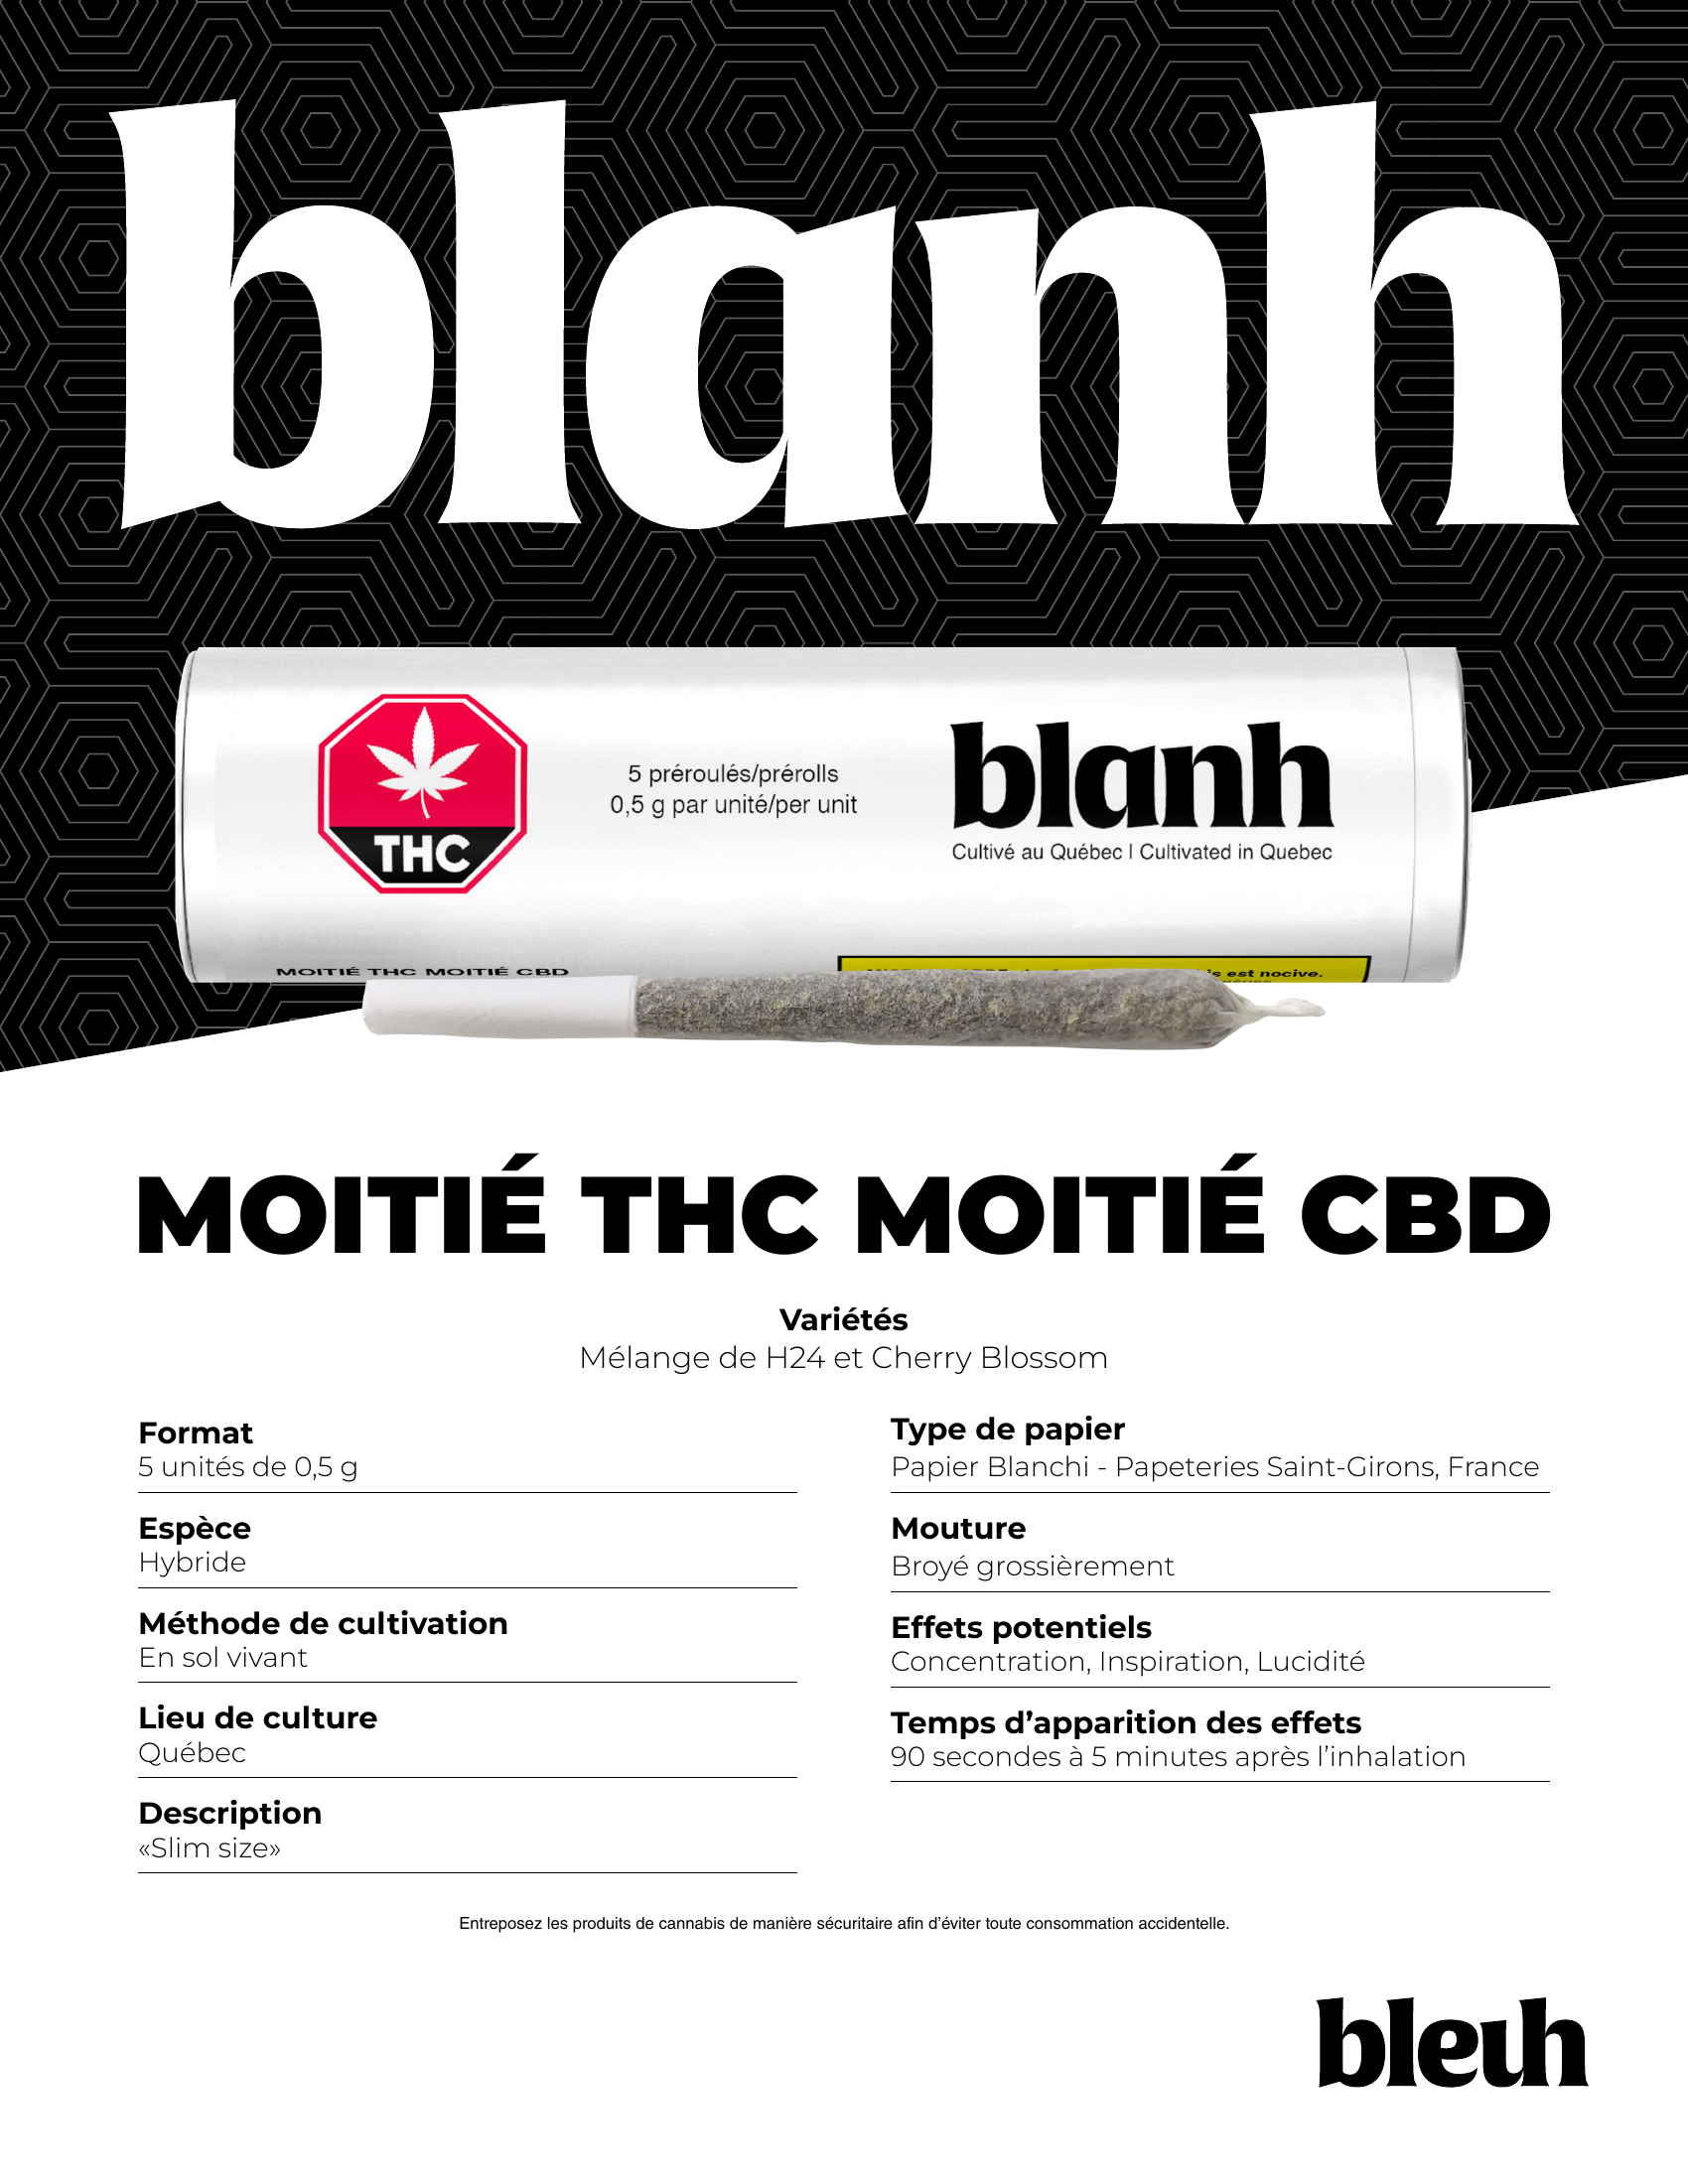 blanh
THC
5 préroulés/prérolls
0,5 g par unité/per unit
blanh
Cultivé au Québec | Cultivated in Quebec
MOITIÉ THC MOITIÉ CBD
est nocive.
MOITIÉ THC MOITIÉ CBD
Variétés
Mélange de H24 et Cherry Blossom
Format
5 unités de 0,5 g
Espèce
Hybride
Méthode de cultivation
En sol vivant
Lieu de culture
Québec
Description
«Slim size»
Type de papier
Papier Blanchi - Papeteries Saint-Girons, France
Mouture
Broyé grossièrement
Effets potentiels
Concentration, Inspiration, Lucidité
Temps d’apparition des effets
90 secondes à 5 minutes après l’inhalation
Entreposez les produits de cannabis de manière sécuritaire afin d’éviter toute consommation accidentelle.
bleuh